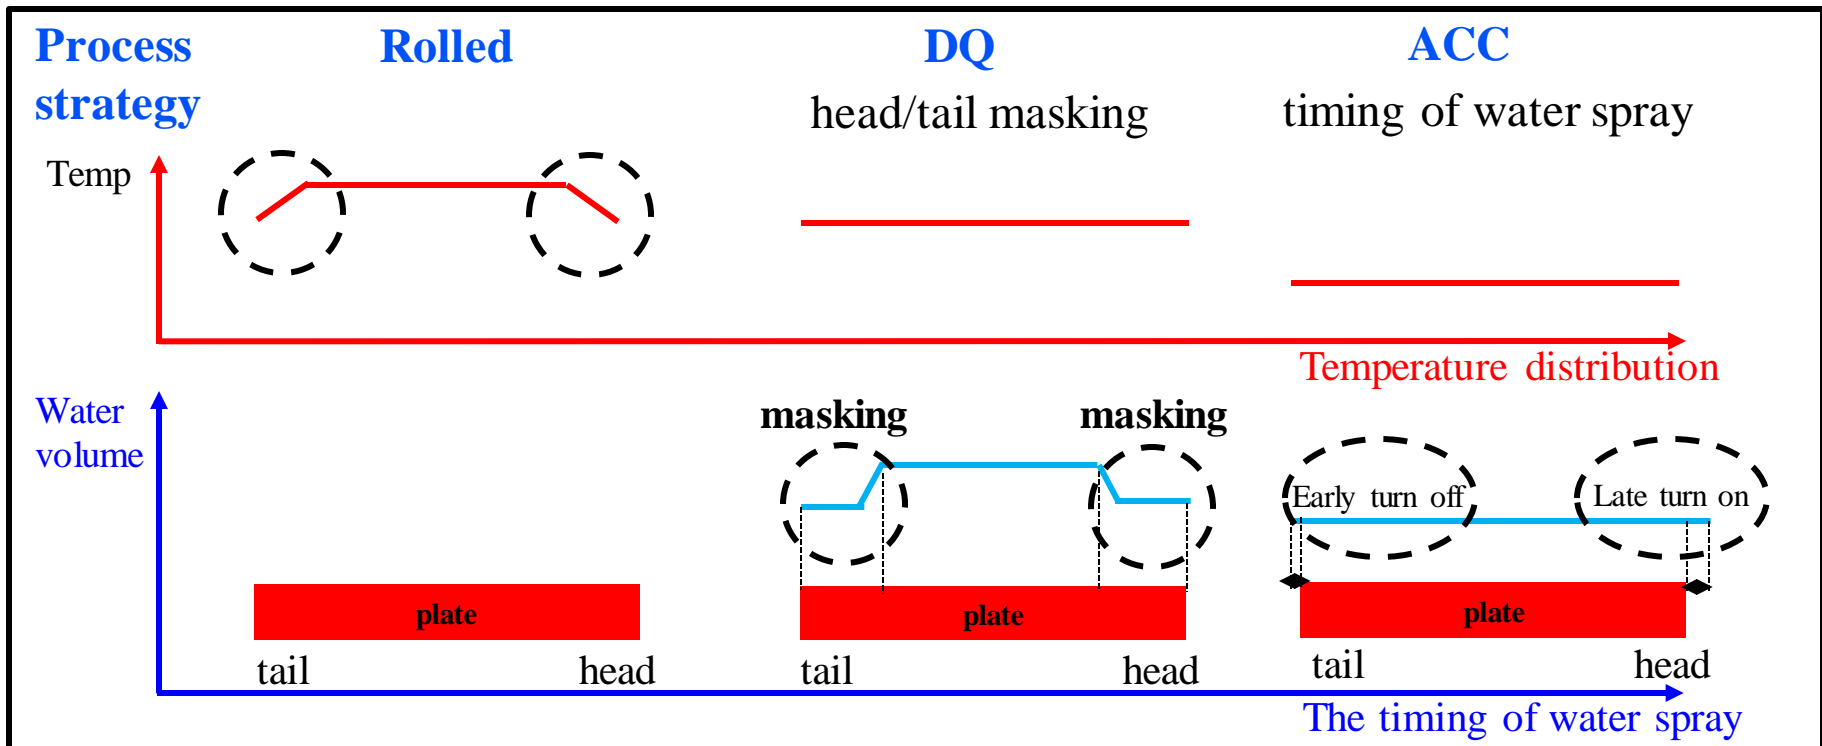 Process
strategy
Rolled
DQ
head/tail masking
ACC
timing of water spray
Temp
Temperature distribution
Water
volume
masking
masking
Early turn off
Late turn on
plate
plate
plate
tail
head
tail
head
tail
head
The timing of water spray